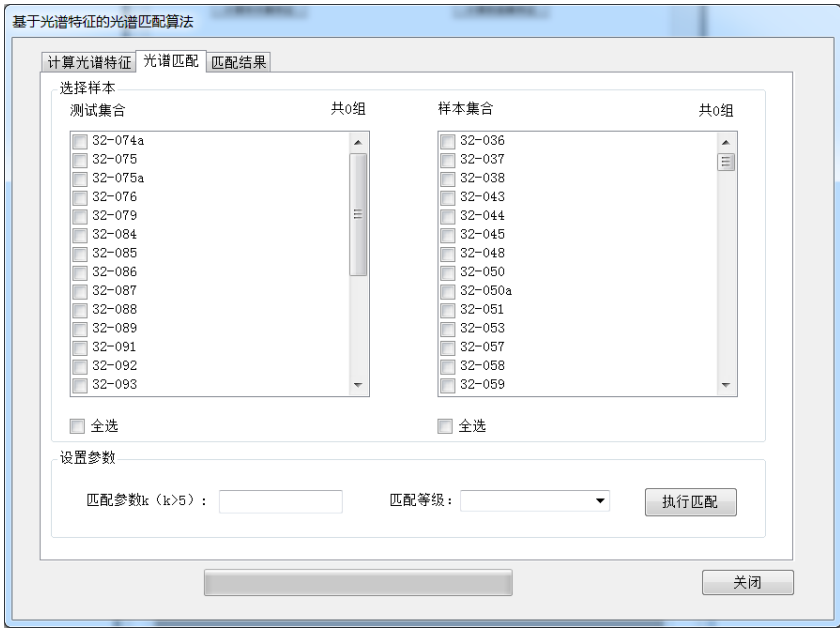 基于光谱特征的光谱匹配算法
计算光谱特征 光谱匹配 匹配结果
选择样本
测试集合 共0组 样本集合 共0组
32-074a 32-036
32-075 32-037
32-075a 32-038
32-076 32-043
32-079 32-044
32-084 32-045
32-085 32-048
32-086 32-050
32-087 32-050a
32-088 32-051
32-089 32-053
32-091 32-057
32-092 32-058
32-093 32-059
全选 全选
设置参数
匹配参数k（k>5）： 匹配等级： 执行匹配
关闭